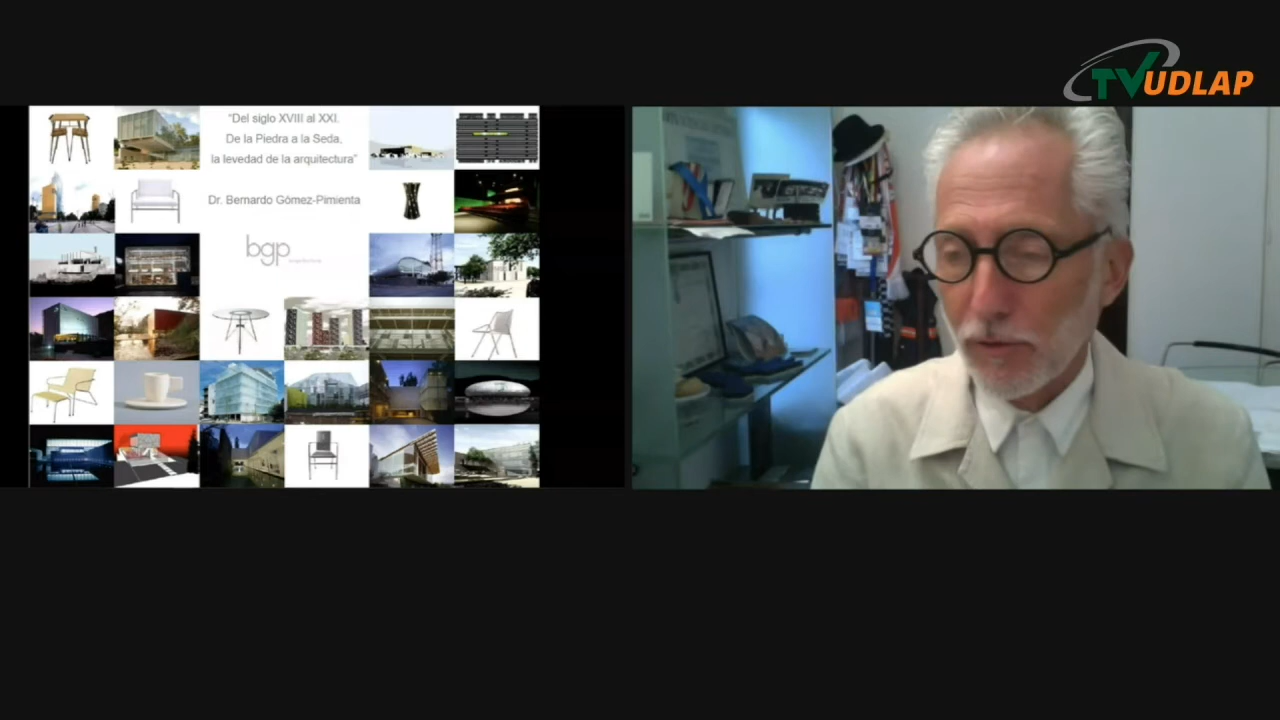 TVUDLAP
“Del siglo XVIII al XXI.
De la Piedra a la Seda,
la levedad de la arquitectura”
Dr. Bernardo Gómez-Pimienta
bgp